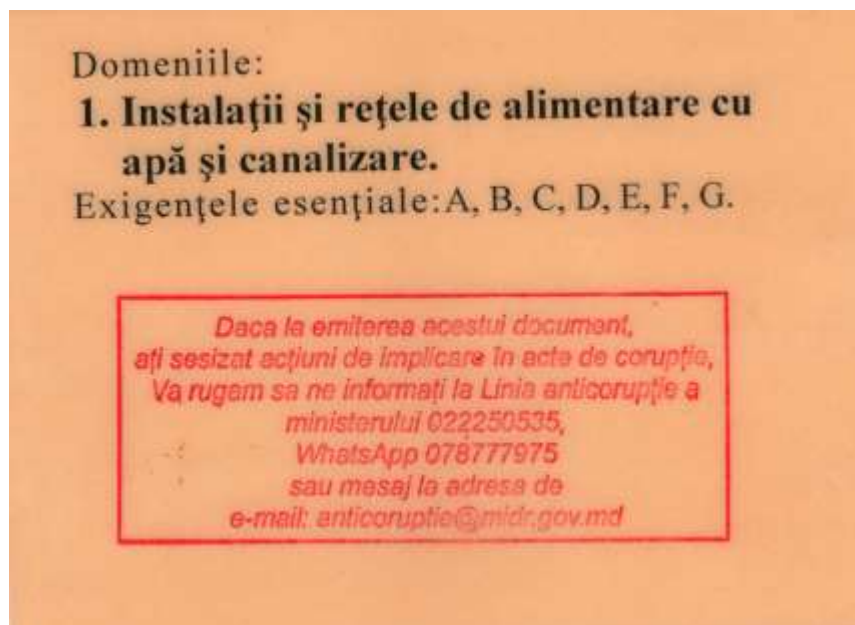 Domeniile:
1. Instalaţii şi reţele de alimentare cu
apă şi canalizare.
Exigenţele esenţiale: A, B, C, D, E, F, G.
Daca la emiterea acestui document,
aţi sesizat acţiuni de implicare în acte de corupţie,
Va rugam sa ne informaţi la Linia anticorupţie a
ministerului 022250535,
WhatsApp 078777975
sau mesaj la adresa de
e-mail: anticoruptie@midr.gov.md